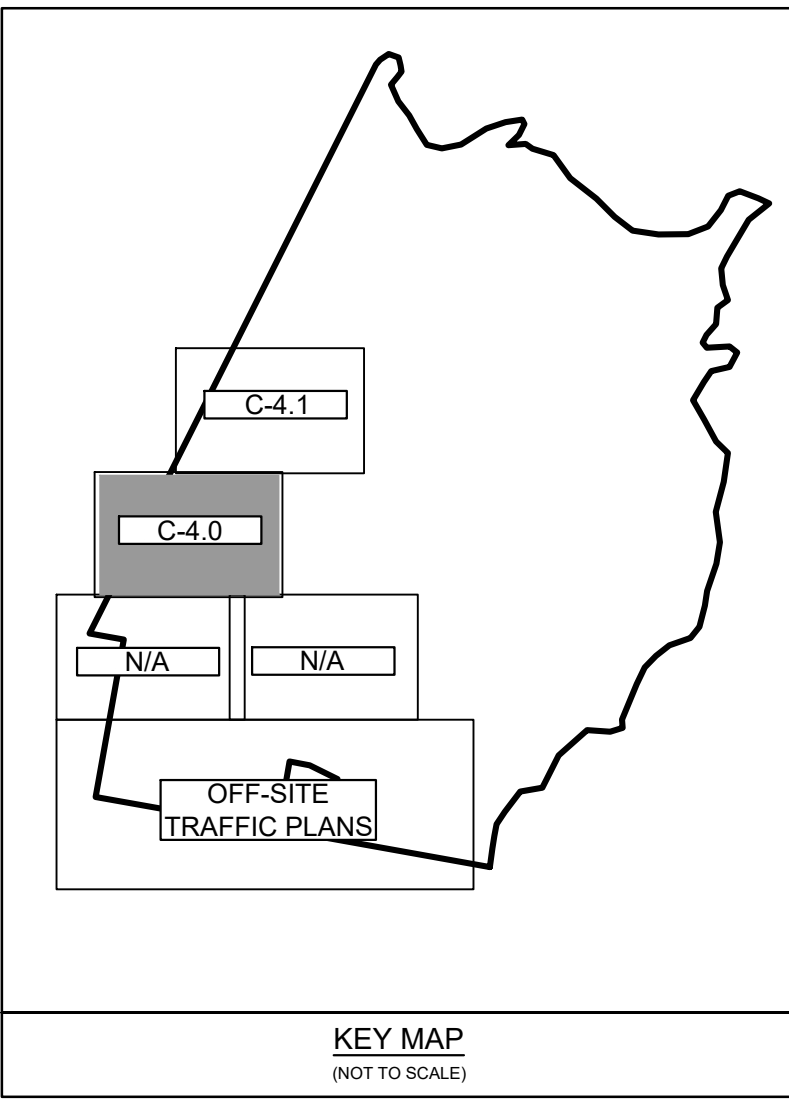 C-4.1
C-4.0
N/A
N/A
OFF-SITE
TRAFFIC PLANS
KEY MAP
(NOT TO SCALE)